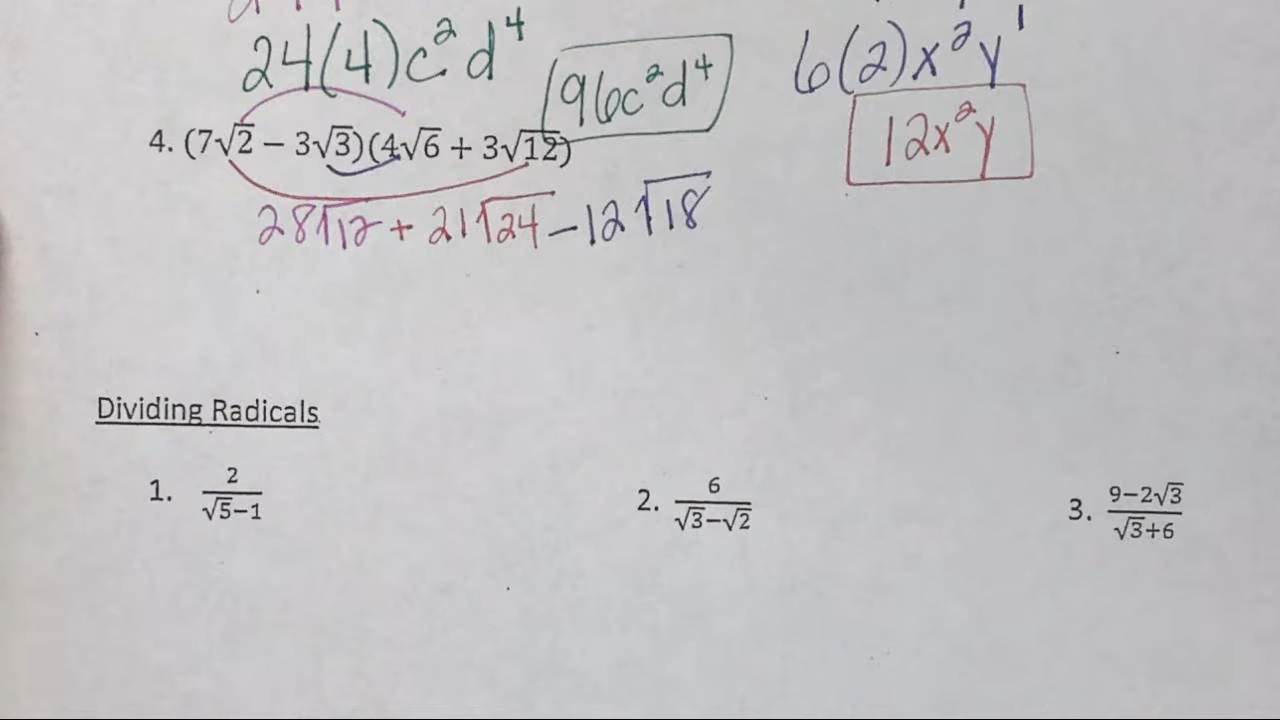 24(4)c²d⁴
96c²d⁴
6(2)x²y¹
12x²y
4. (7√2 − 3√3)(4√6 + 3√12)
28√12 + 21√24 − 12√18
Dividing Radicals
1. 2/(√5−1)
2. 6/(√3−√2)
3. (9−2√3)/(√3+6)